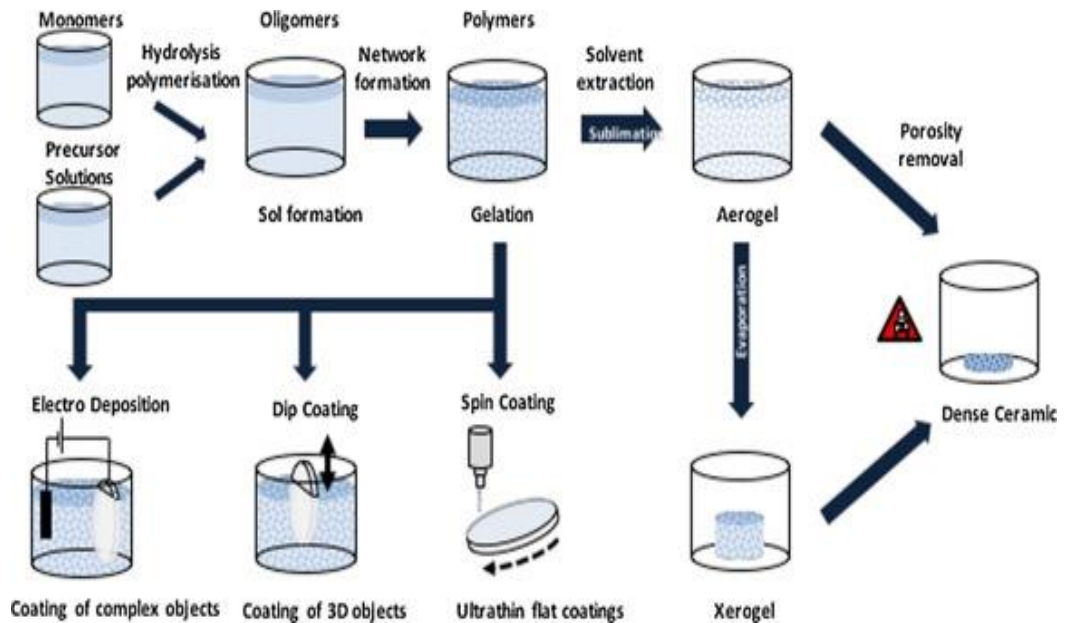 Monomers
Oligomers
Polymers
Hydrolysis
polymerisation
Network
formation
Solvent
extraction
Sublimatio
Porosity
removal
Precursor
Solutions
Sol formation
Gelation
Aerogel
Evaporation
Electro Deposition
Dip Coating
Spin Coating
Dense Ceramic
Coating of complex objects
Coating of 3D objects
Ultrathin flat coatings
Xerogel